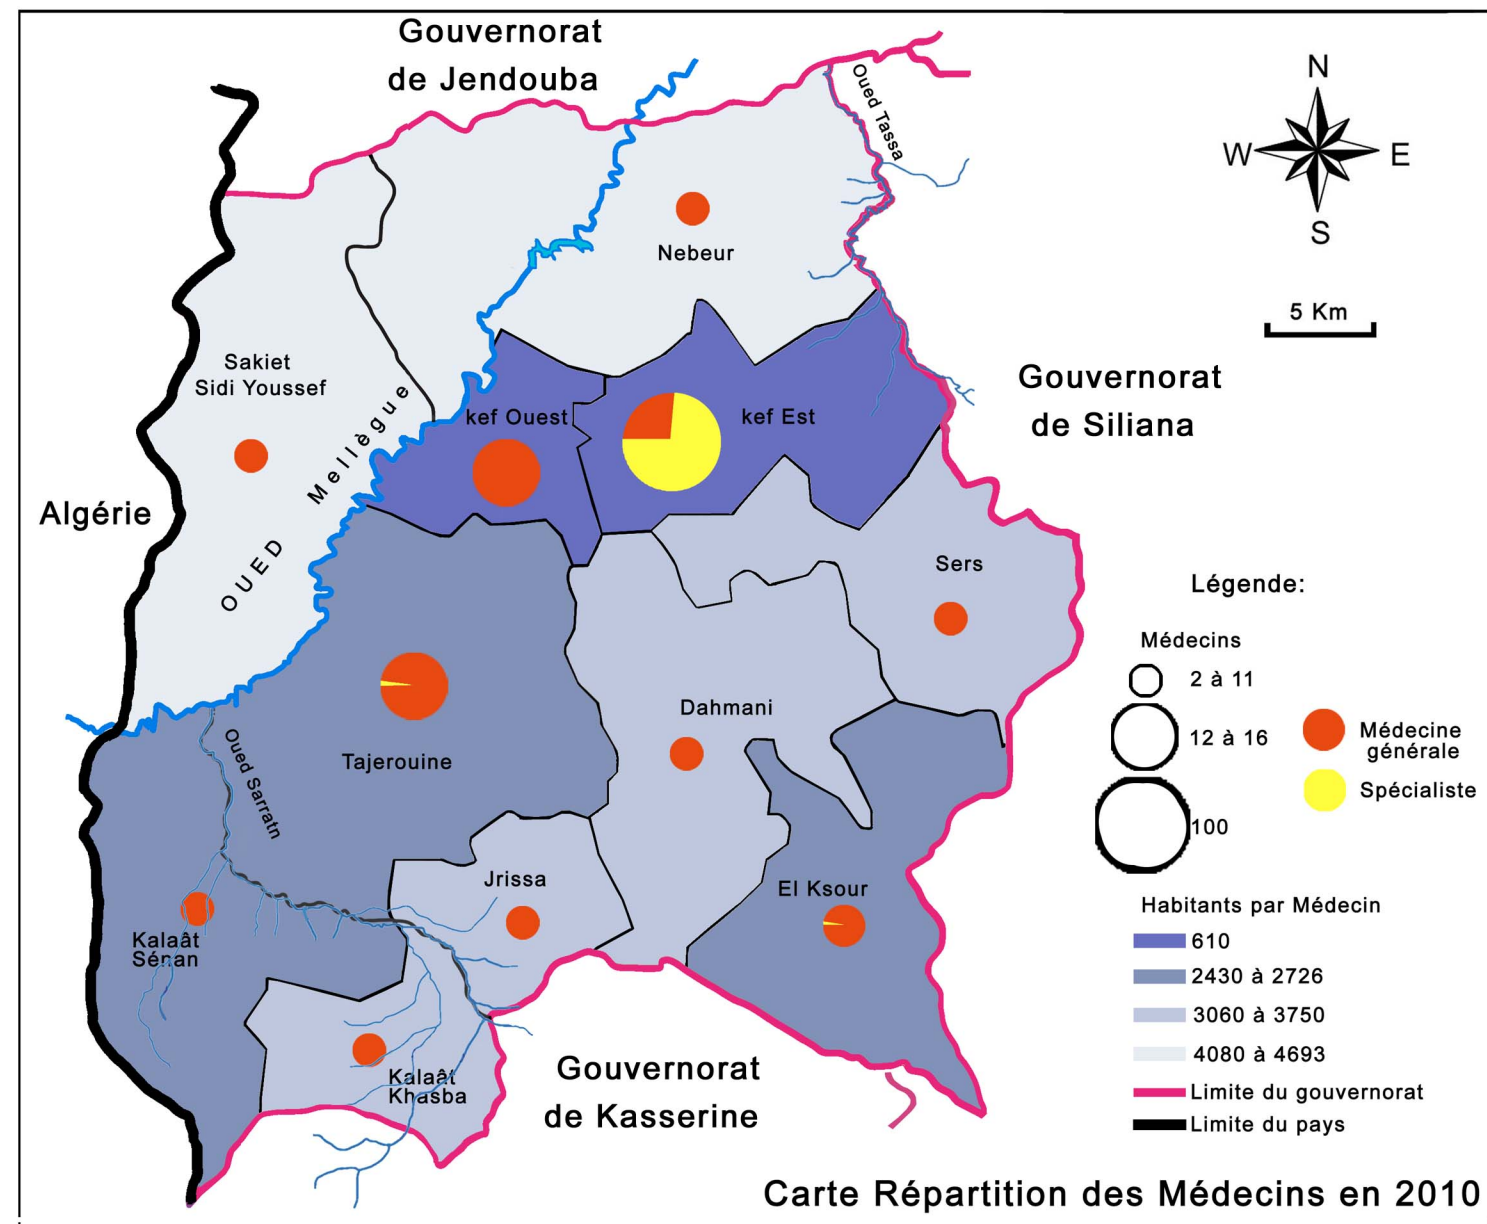 Gouvernorat
de Jendouba
Oued Tassa
N
W
E
S
Nebeur
5 Km
Sakiet
Sidi Youssef
Gouvernorat
de Siliana
kef Ouest
kef Est
OUED Mellègue
Algérie
Sers
Légende:
Médecins
2 à 11
12 à 16
100
Médecine
générale
Spécialiste
Dahmani
Tajerouine
Oued Sarratn
Jrissa
El Ksour
Kalaât
Sénan
Habitants par Médecin
610
2430 à 2726
3060 à 3750
4080 à 4693
Limite du gouvernorat
Limite du pays
Kalaât
Khasba
Gouvernorat
de Kasserine
Carte Répartition des Médecins en 2010